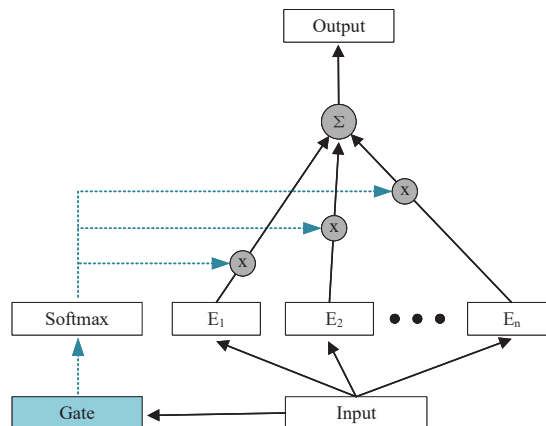 Output
Σ
x
x
x
Softmax
E₁
E₂
Eₙ
Gate
Input